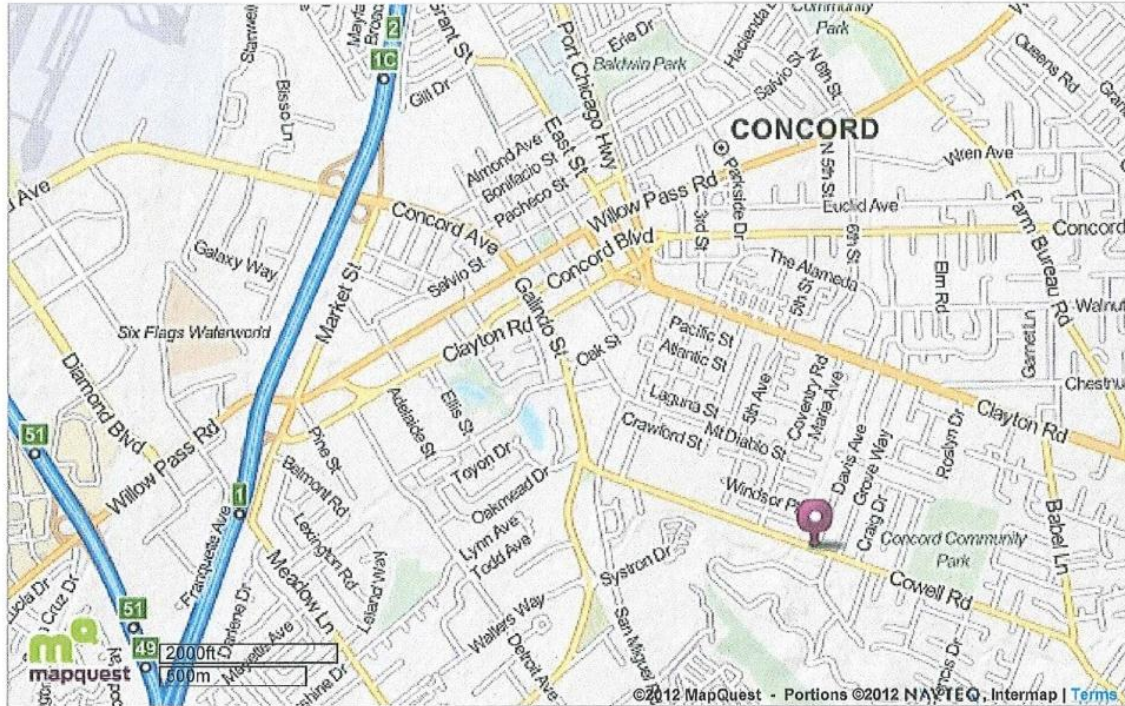 Stanwell
Bisso Ln
Grant St
2
1C
Gill Dr
Port Chicago Hwy
Erie Dr
Baldwin Park
Hacienda
Community
Park
N 6th St
Salvio St
Queens Rd
CONCORD
Almond Ave
Bonifacio St
Pacheco St
East St
Willow Pass Rd
Parkside Dr
3rd St
N 5th St
Wren Ave
Euclid Ave
6th St
Farm Bureau Rd
Concord
Concord Ave
Galaxy Way
Market St
Salvio St
Concord Blvd
Galindo St
The Alameda
5th St
Elm Rd
Walnut
Garnet Ln
Six Flags Waterworld
Clayton Rd
Oak St
Pacific St
Atlantic St
Laguna St
5th Ave
Coventry Rd
Maria Ave
Clayton Rd
Diamond Blvd
Adelaide St
Ellis St
Crawford St
Mt Diablo St
Davis Ave
Grove Way
Roslyn Dr
51
Willow Pass Rd
Pine St
Toyon Dr
Belmont Rd
Oakmead Dr
Windsor Pl
Craig Dr
Concord Community
Park
Babel Ln
1
Franquette Ave
Lexington Rd
Lynn Ave
Todd Ave
Systron Dr
Cowell Rd
Meadow Ln
Leland Way
Walters Way
Detroit Ave
Darlene Dr
51
49
mapquest
2000ft
600m
©2012 MapQuest - Portions ©2012 NAVTEQ, Intermap | Terms